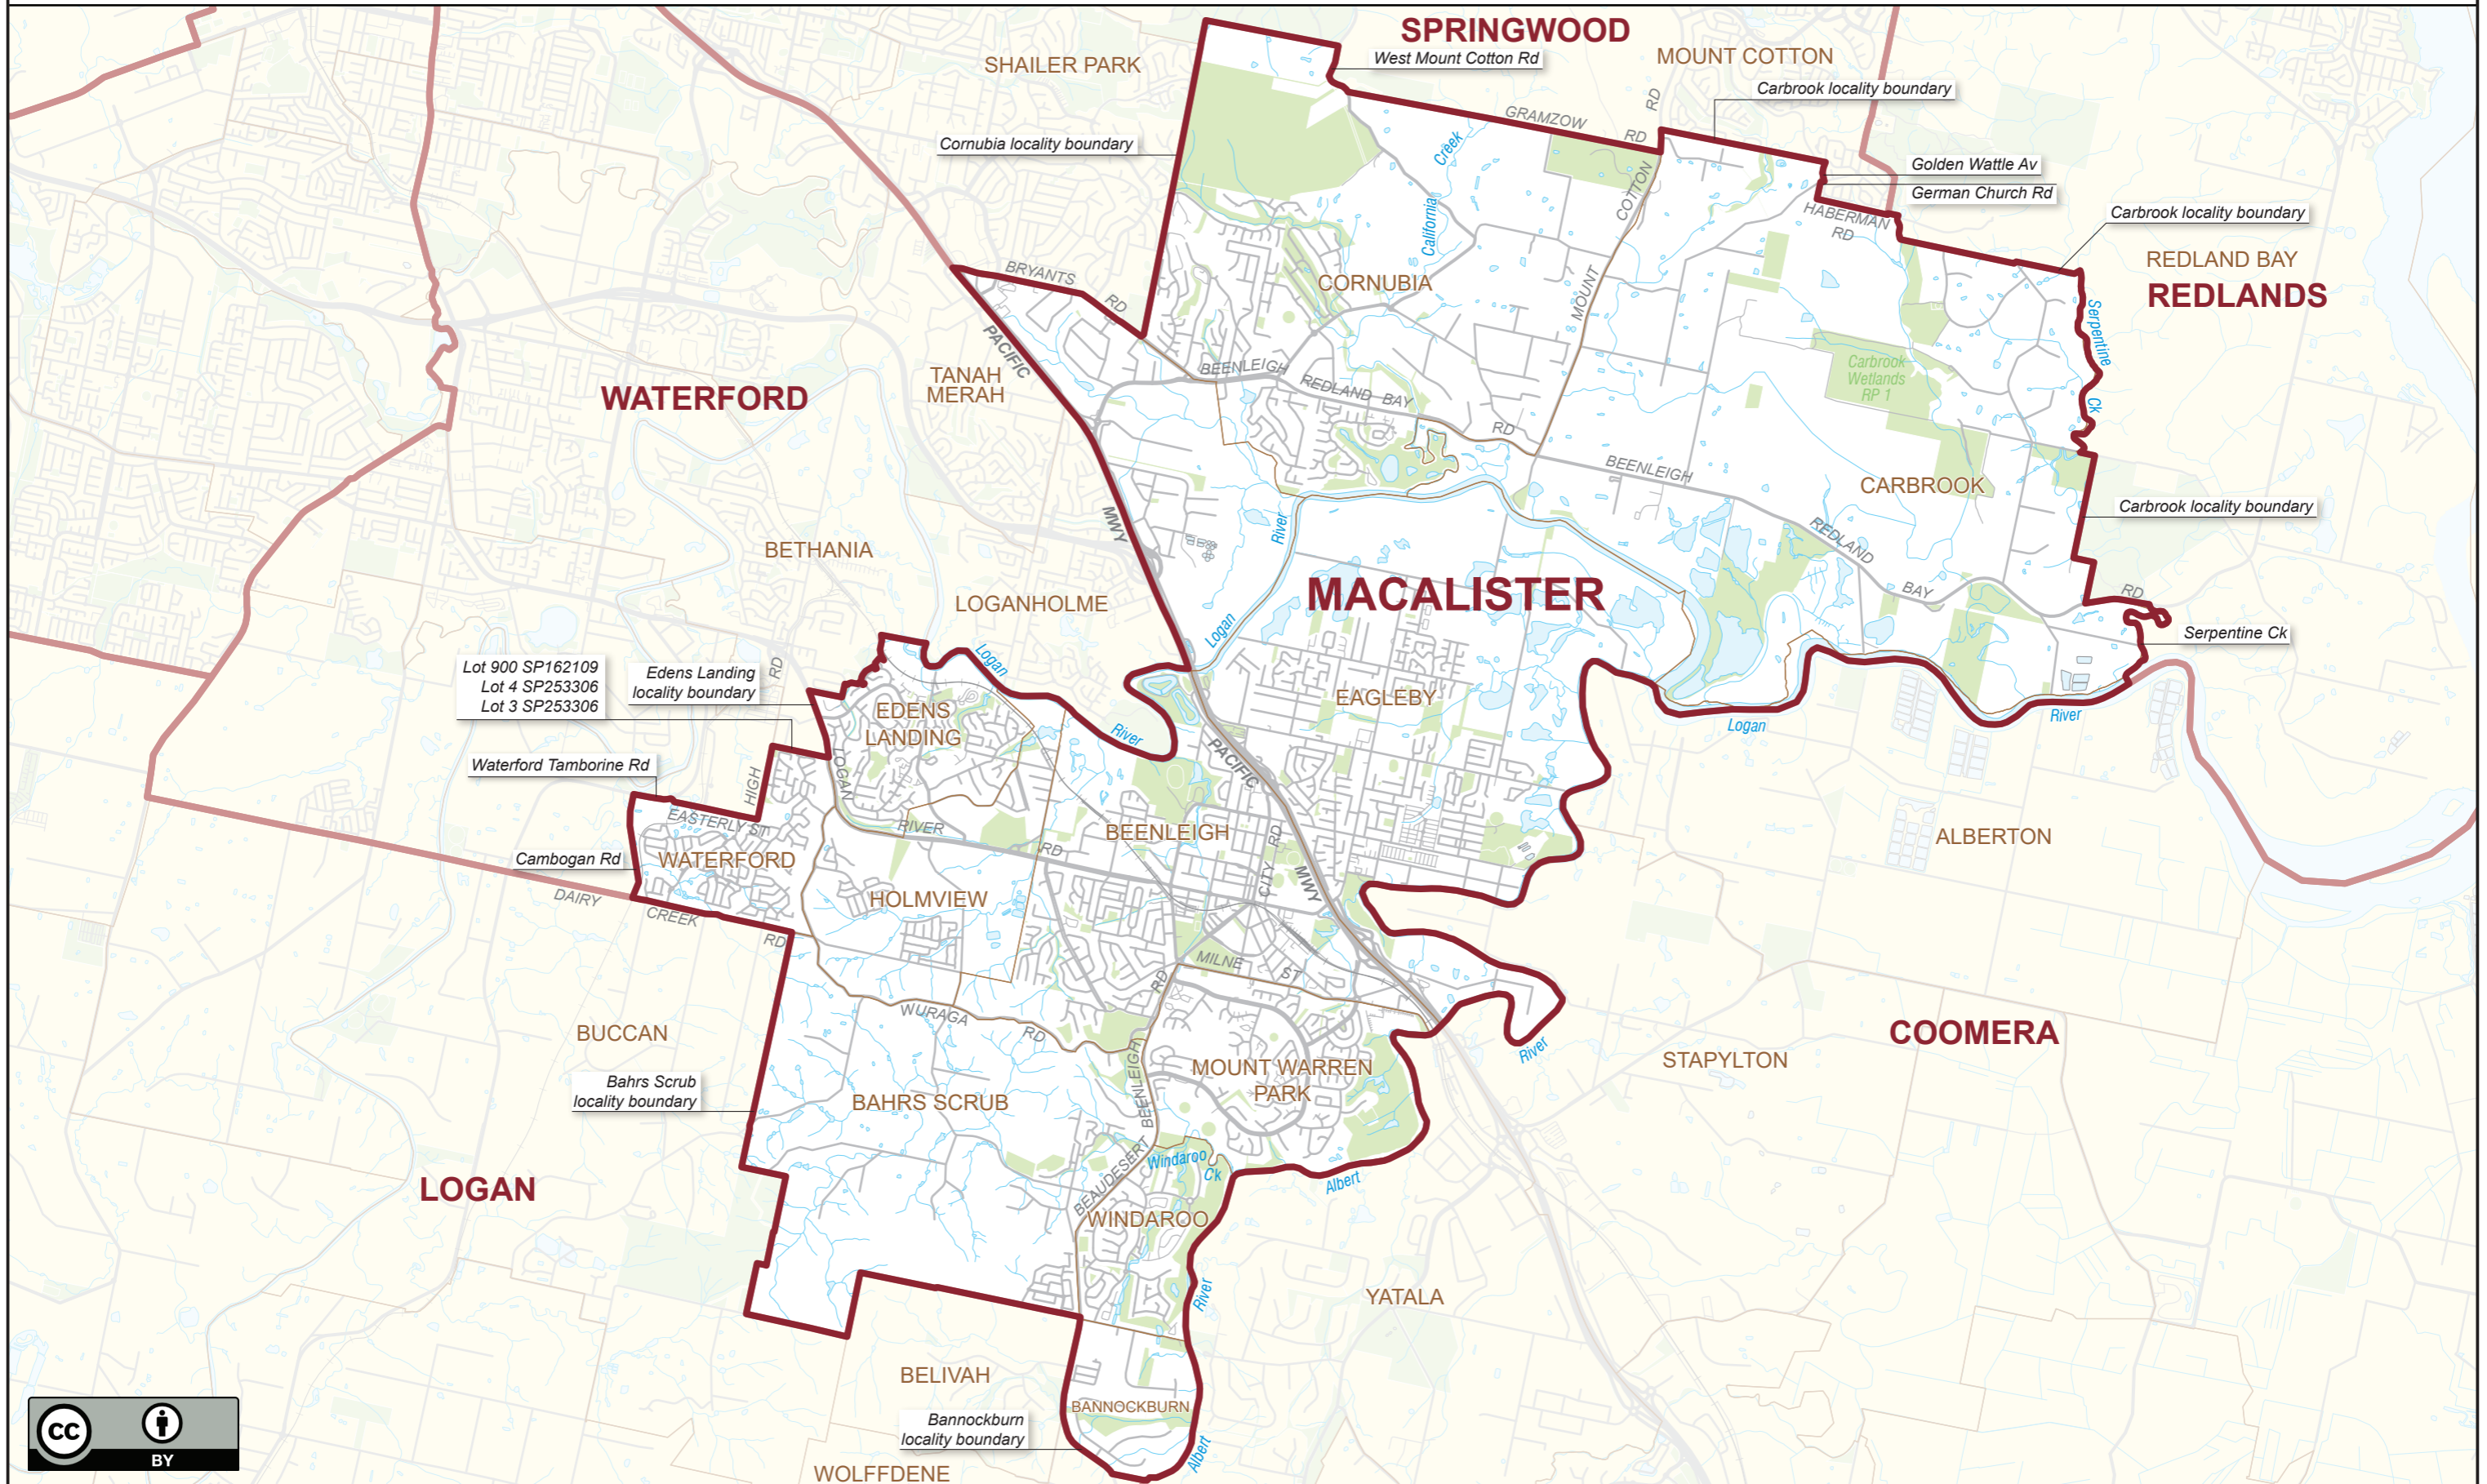 SPRINGWOOD
SHAILER PARK
West Mount Cotton Rd
MOUNT COTTON
Carbrook locality boundary
GRAMZOW
RD
RD
Creek
Cornubia locality boundary
Golden Wattle Av
German Church Rd
COTTON
California
HABERMAN
RD
Carbrook locality boundary
REDLAND BAY
REDLANDS
BRYANTS
RD
CORNUBIA
MOUNT
Serpentine
Ck
PACIFIC
TANAH
MERAH
WATERFORD
BEENLEIGH
REDLAND BAY
RD
Carbrook
Wetlands
RP 1
BEENLEIGH
CARBROOK
Carbrook locality boundary
MWY
River
REDLAND
BAY
RD
BETHANIA
LOGANHOLME
MACALISTER
Logan
Serpentine Ck
Lot 900 SP162109
Lot 4 SP253306
Lot 3 SP253306
Edens Landing
locality boundary
RD
Logan
EDENS
LANDING
River
EAGLEBY
Logan
River
Waterford Tamborine Rd
HIGH
LOGAN
PACIFIC
EASTERLY ST
RIVER
RD
BEENLEIGH
CITY RD
ALBERTON
Cambogan Rd
WATERFORD
HOLMVIEW
MWY
DAIRY
CREEK
RD
MILNE
ST
RD
WURAGA
RD
BUCCAN
River
COOMERA
STAPYLTON
Bahrs Scrub
locality boundary
BAHRS SCRUB
BEENLEIGH
MOUNT WARREN
PARK
BEAUDESERT
Windaroo
Ck
Albert
LOGAN
WINDAROO
River
YATALA
BELIVAH
BANNOCKBURN
Bannockburn
locality boundary
Albert
WOLFFDENE
CC
BY